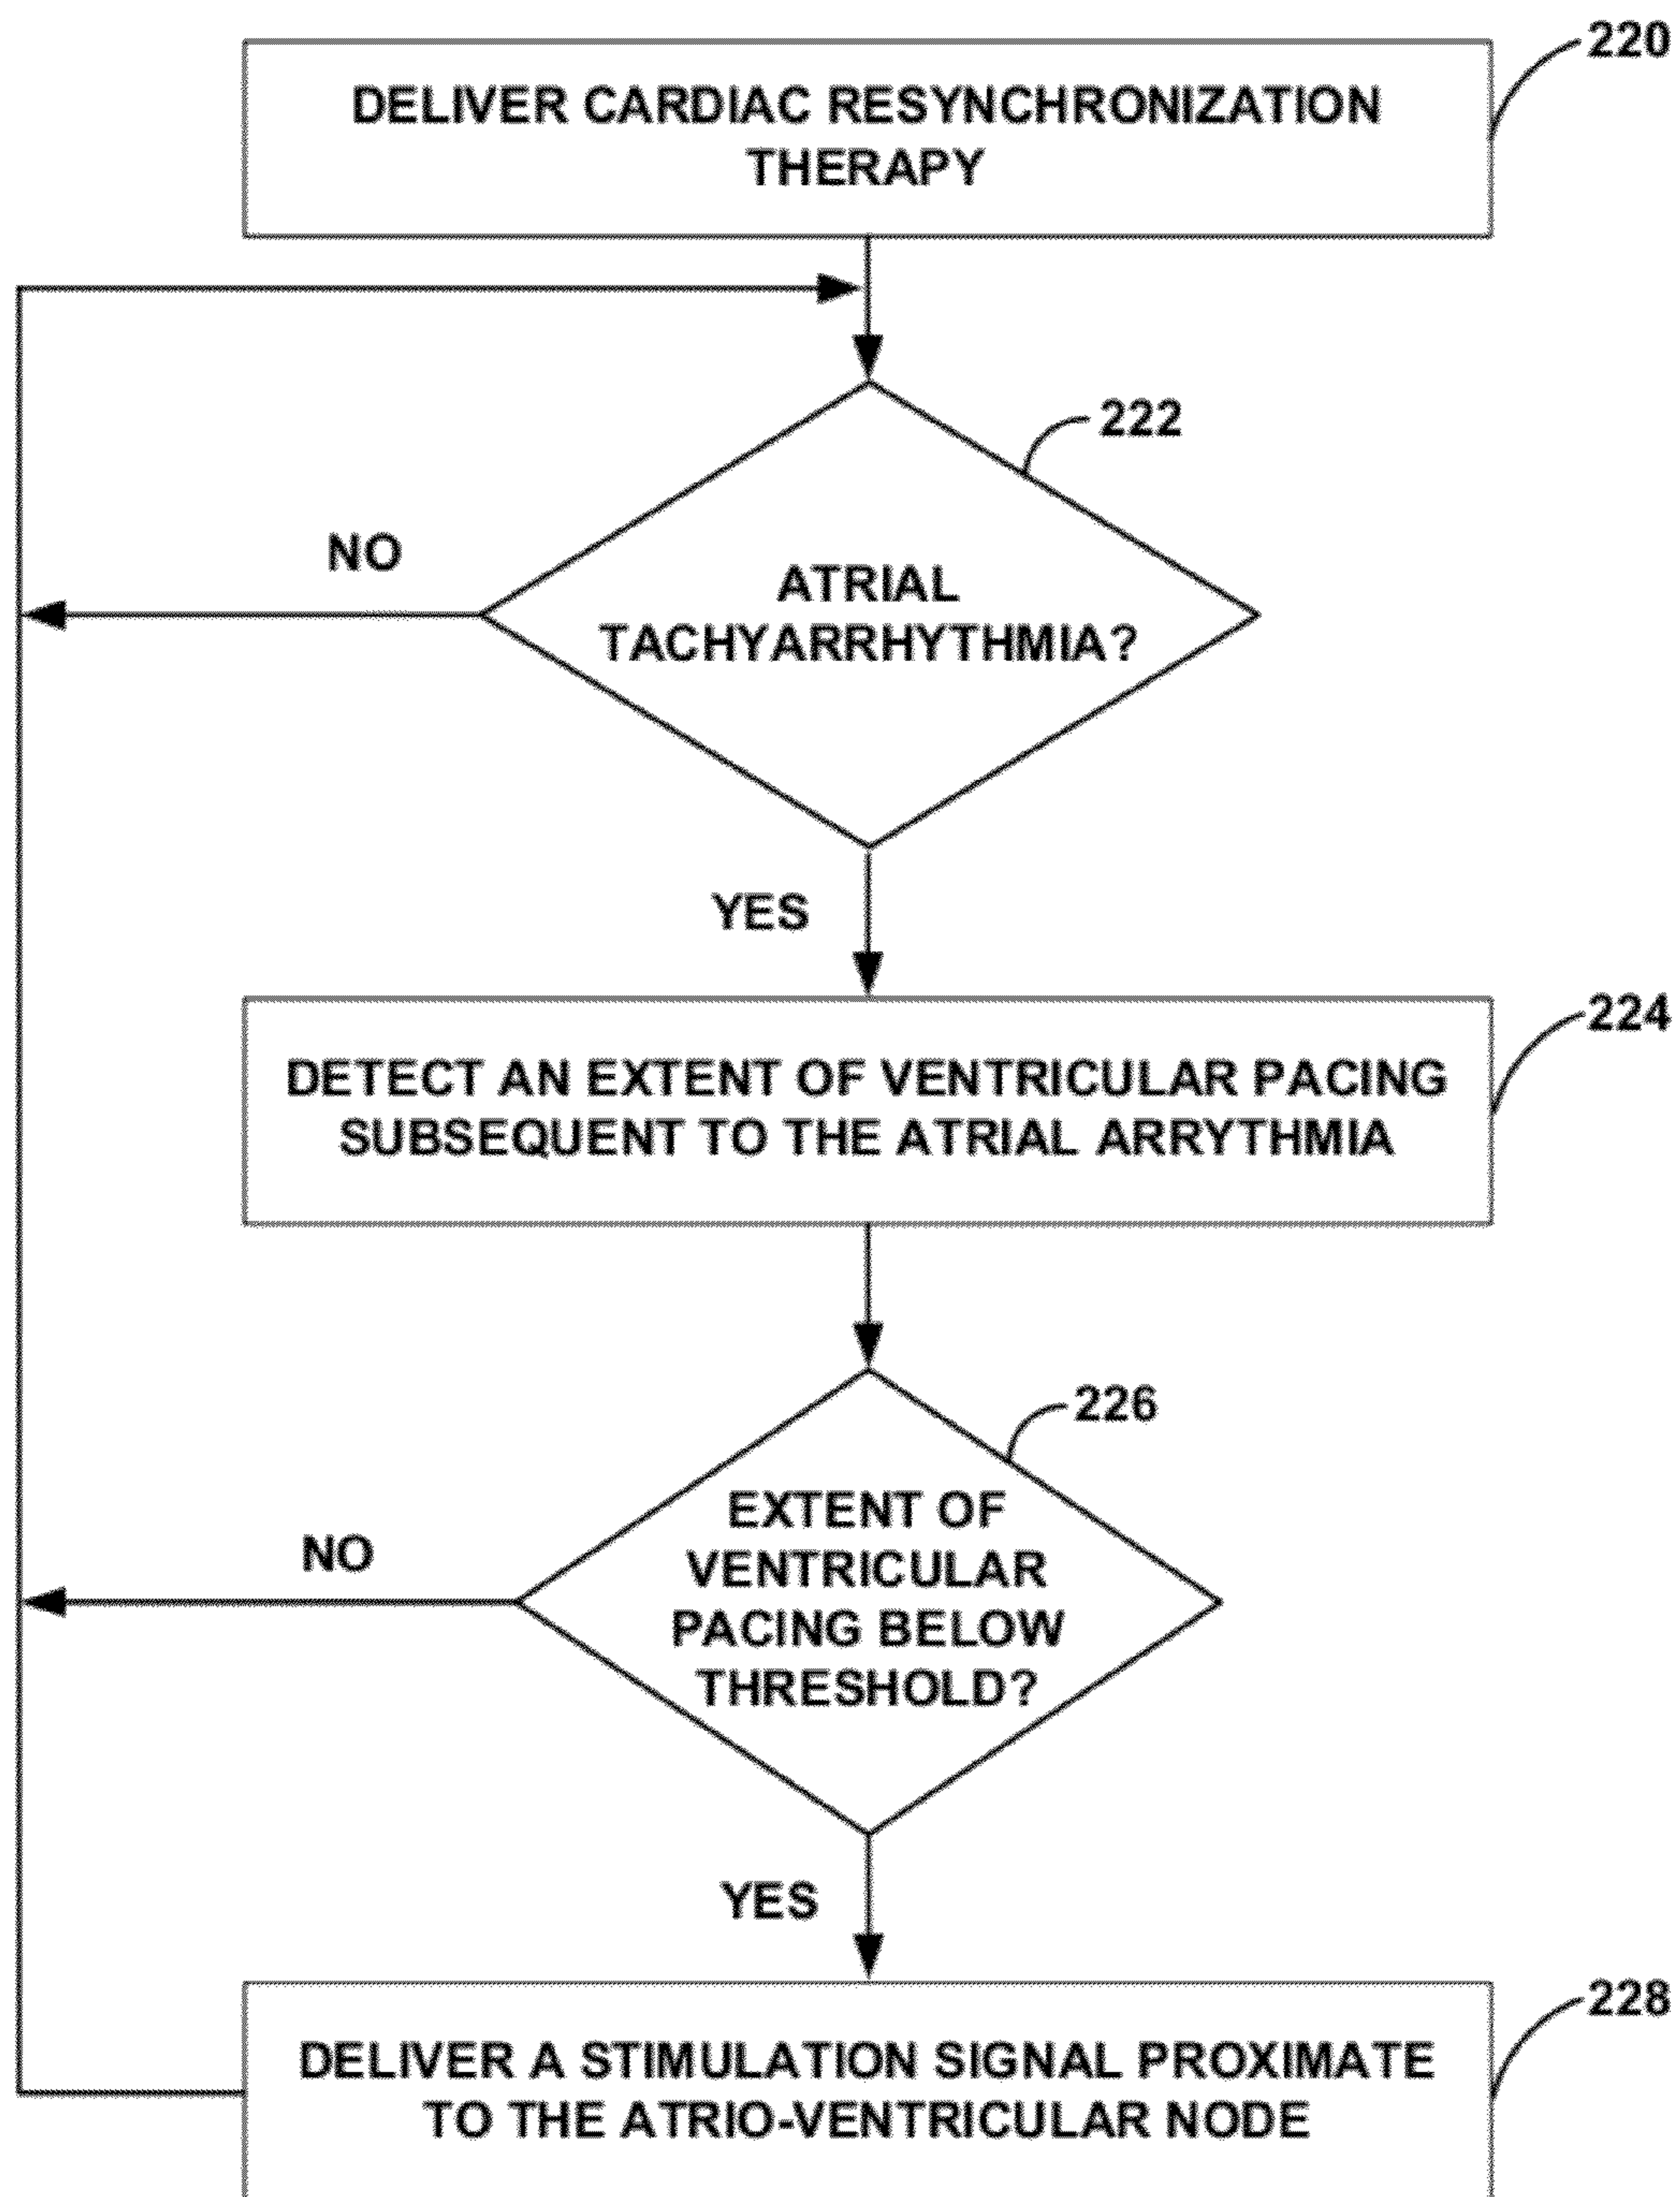 220
DELIVER CARDIAC RESYNCHRONIZATION
THERAPY
222
NO
ATRIAL
TACHYARRHYTHMIA?
YES
224
DETECT AN EXTENT OF VENTRICULAR PACING
SUBSEQUENT TO THE ATRIAL ARRYTHMIA
226
EXTENT OF
VENTRICULAR
PACING BELOW
THRESHOLD?
NO
YES
228
DELIVER A STIMULATION SIGNAL PROXIMATE
TO THE ATRIO-VENTRICULAR NODE